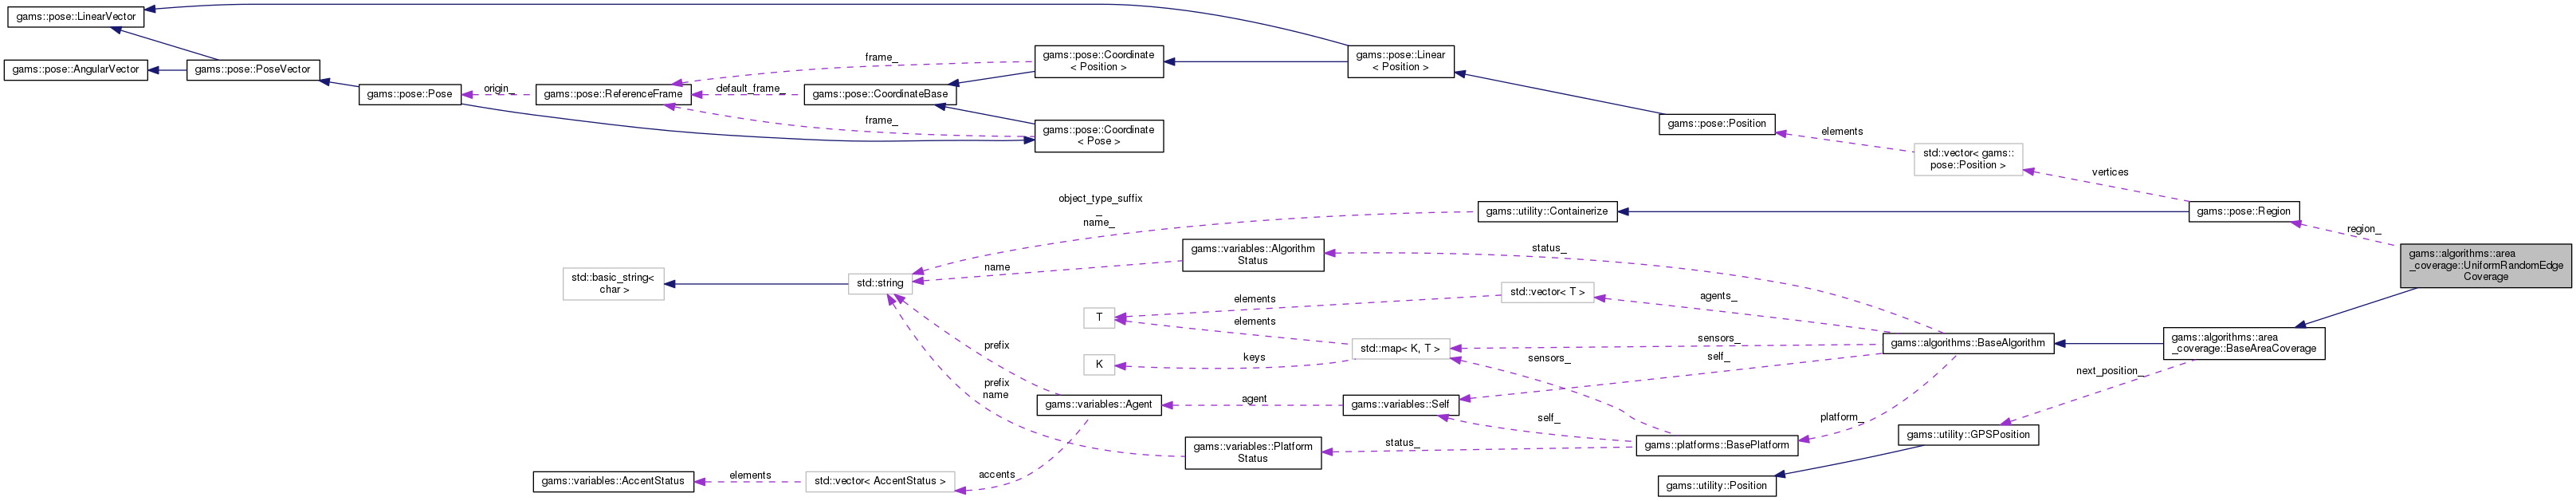 gams::pose::LinearVector
gams::pose::AngularVector
gams::pose::PoseVector
gams::pose::Pose
origin_
gams::pose::ReferenceFrame
frame_
default_frame_
frame_
gams::pose::Coordinate
< Position >
gams::pose::CoordinateBase
gams::pose::Coordinate
< Pose >
gams::pose::Linear
< Position >
gams::pose::Position
elements
std::vector< gams::
pose::Position >
vertices
gams::pose::Region
region_
gams::algorithms::area
_coverage::UniformRandomEdge
Coverage
object_type_suffix
_
name_
gams::utility::Containerize
gams::variables::Algorithm
Status
status_
name
std::basic_string<
char >
std::string
std::vector< T >
agents_
elements
T
elements
std::map< K, T >
sensors_
keys
K
sensors_
self_
gams::algorithms::BaseAlgorithm
gams::algorithms::area
_coverage::BaseAreaCoverage
next_position_
prefix
prefix
name
gams::variables::Agent
agent
gams::variables::Self
self_
platform_
gams::platforms::BasePlatform
gams::utility::GPSPosition
gams::variables::Platform
Status
status_
accents
gams::variables::AccentStatus
elements
std::vector< AccentStatus >
gams::utility::Position